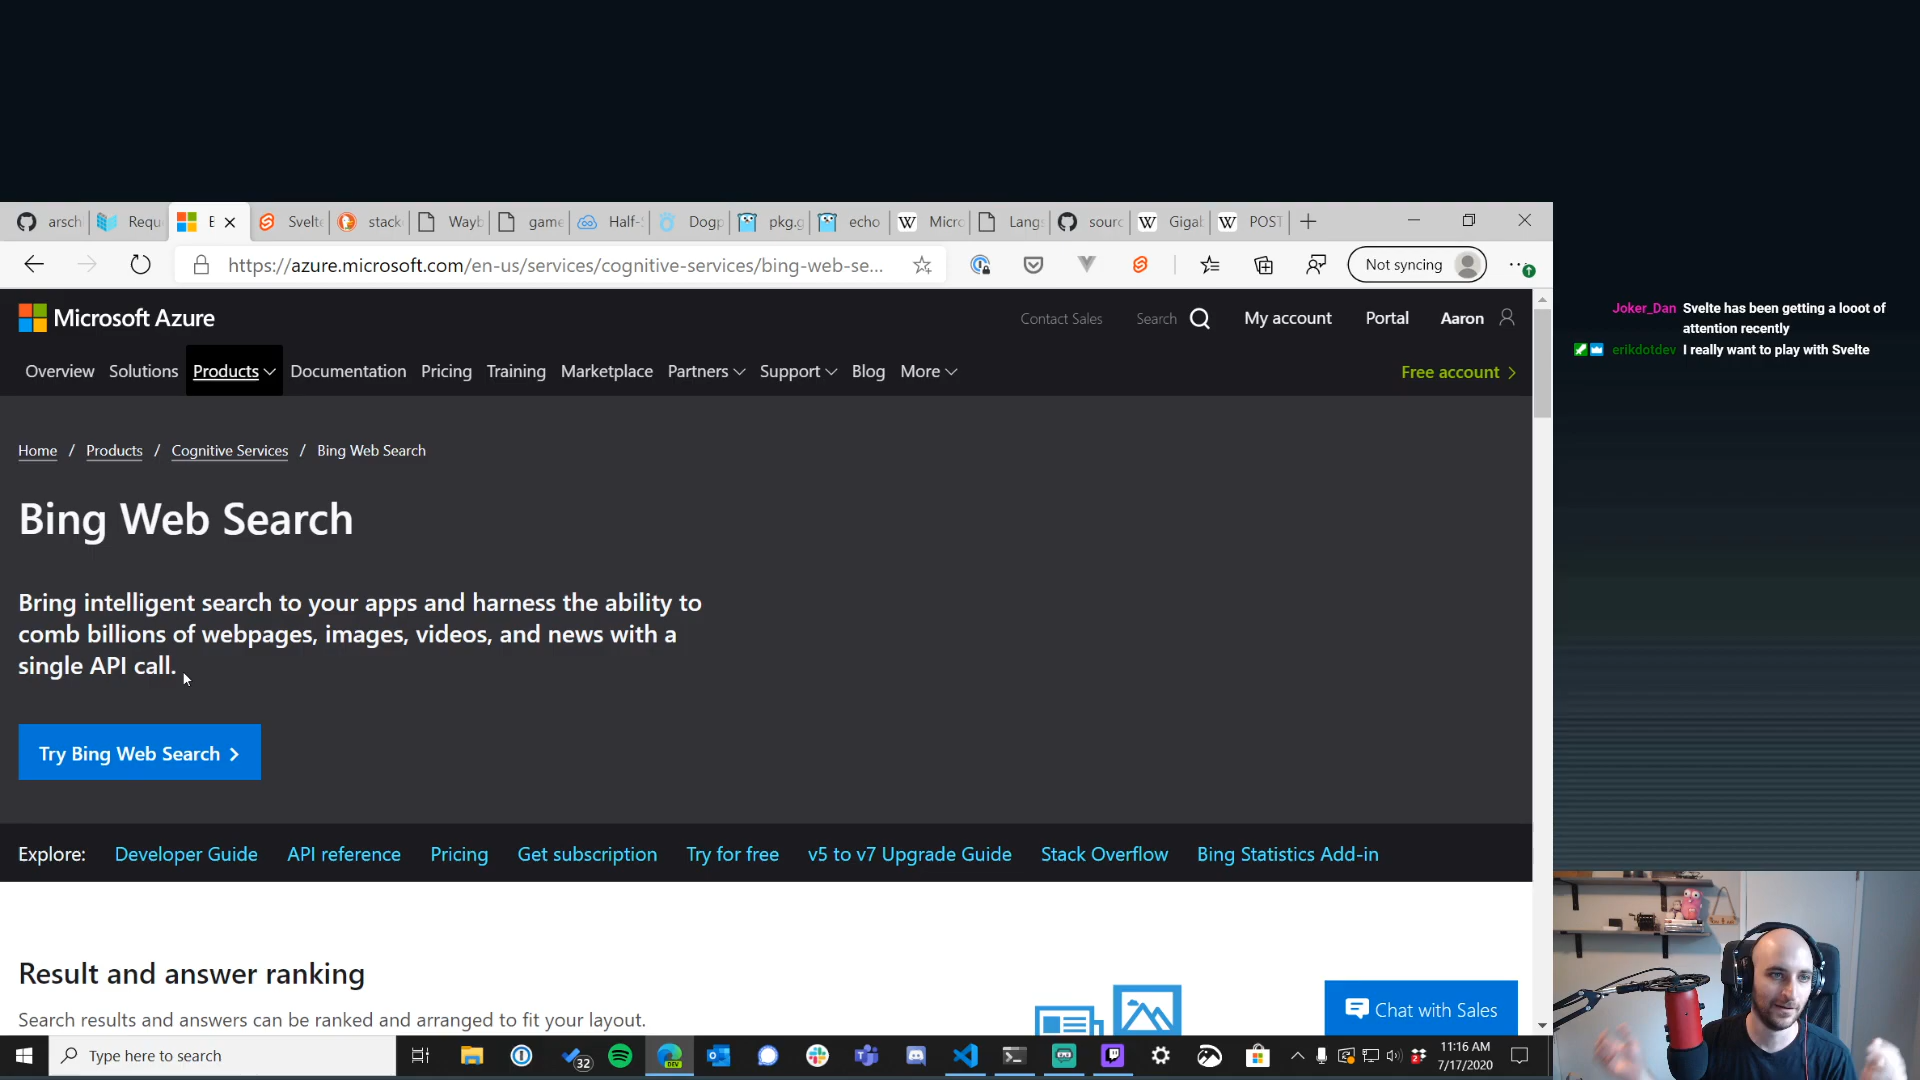 arsch
Requ
E
Svelte
stack
Wayb
game
Half-
Dogp
pkg.g
echo
Micro
Lang
sourc
Gigab
POST
https://azure.microsoft.com/en-us/services/cognitive-services/bing-web-se...
Not syncing
Microsoft Azure
Contact Sales
Search
My account
Portal
Aaron
Overview
Solutions
Products
Documentation
Pricing
Training
Marketplace
Partners
Support
Blog
More
Free account
Home / Products / Cognitive Services / Bing Web Search
Bing Web Search
Bring intelligent search to your apps and harness the ability to
comb billions of webpages, images, videos, and news with a
single API call.
Try Bing Web Search
Explore:
Developer Guide
API reference
Pricing
Get subscription
Try for free
v5 to v7 Upgrade Guide
Stack Overflow
Bing Statistics Add-in
Result and answer ranking
Search results and answers can be ranked and arranged to fit your layout.
Chat with Sales
Joker_Dan Svelte has been getting a looot of
attention recently
erikdotdev I really want to play with Svelte
Type here to search
32
DEV
11:16 AM
7/17/2020